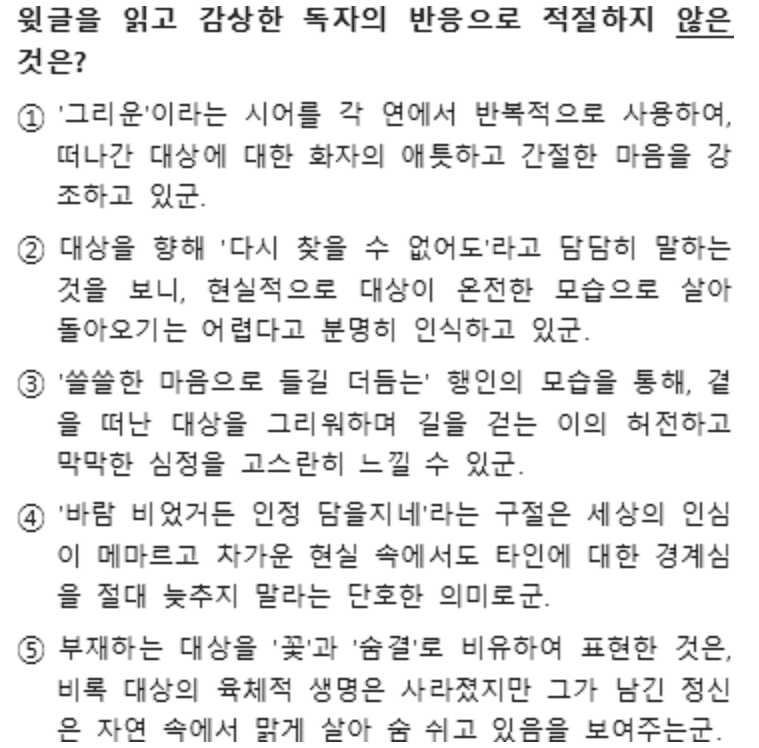 윗글을 읽고 감상한 독자의 반응으로 적절하지 않은
것은?
① '그리운'이라는 시어를 각 연에서 반복적으로 사용하여,
떠나간 대상에 대한 화자의 애틋하고 간절한 마음을 강
조하고 있군.
② 대상을 향해 '다시 찾을 수 없어도'라고 담담히 말하는
것을 보니, 현실적으로 대상이 온전한 모습으로 살아
돌아오기는 어렵다고 분명히 인식하고 있군.
③ '쓸쓸한 마음으로 들길 더듬는' 행인의 모습을 통해, 곁
을 떠난 대상을 그리워하며 길을 걷는 이의 허전하고
막막한 심정을 고스란히 느낄 수 있군.
④ '바람 비었거든 인정 담을지네'라는 구절은 세상의 인심
이 메마르고 차가운 현실 속에서도 타인에 대한 경계심
을 절대 늦추지 말라는 단호한 의미로군.
⑤ 부재하는 대상을 '꽃'과 '숨결'로 비유하여 표현한 것은,
비록 대상의 육체적 생명은 사라졌지만 그가 남긴 정신
은 자연 속에서 맑게 살아 숨 쉬고 있음을 보여주는군.